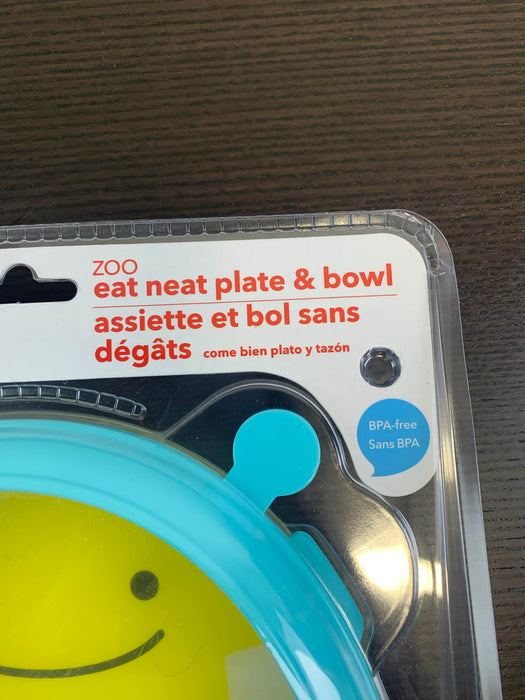 ZOO
eat neat plate & bowl
assiette et bol sans
dégâts come bien plato y tazón
BPA-free
Sans BPA